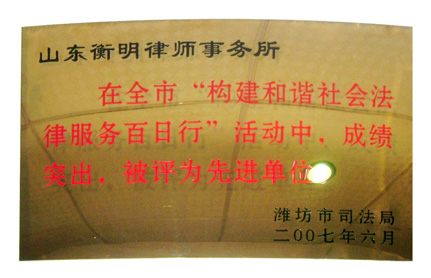 山东衡明律师事务所
在全市“构建和谐社会法
律服务百日行”活动中，成绩
突出，被评为先进单位
潍坊市司法局
二00七年六月